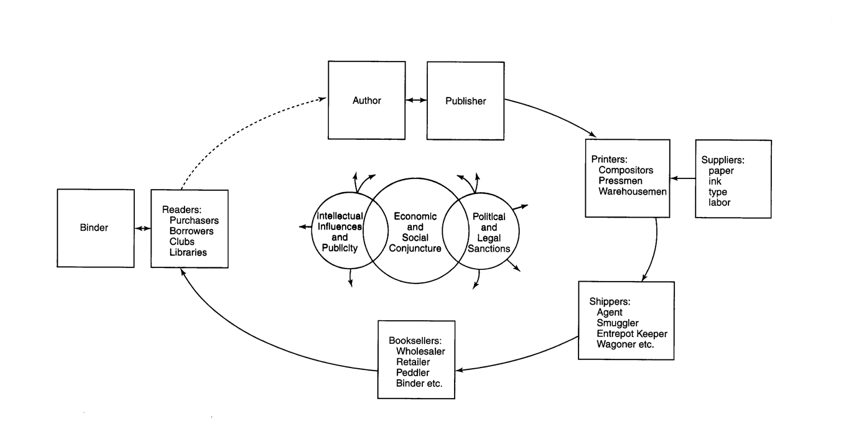 Author
Publisher
Printers:
Compositors
Pressmen
Warehousemen
Suppliers:
paper
ink
type
labor
Binder
Readers:
Purchasers
Borrowers
Clubs
Libraries
Intellectual
Influences
and
Publicity
Economic
and
Social
Conjuncture
Political
and
Legal
Sanctions
Shippers:
Agent
Smuggler
Entrepot Keeper
Wagoner etc.
Booksellers:
Wholesaler
Retailer
Peddler
Binder etc.